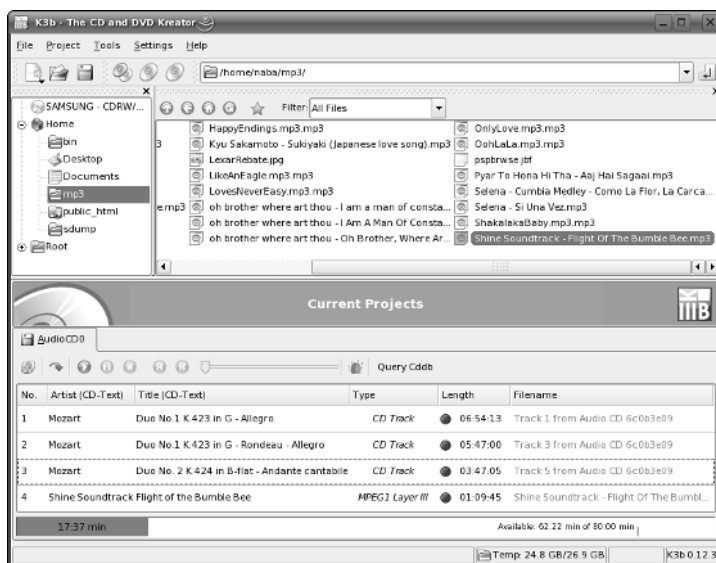 K3b - The CD and DVD Kreator
File Project Tools Settings Help
/home/naba/mp3/
SAMSUNG - CDRW/...
Home
bin
Desktop
Documents
mp3
public_html
sdump
Root
Filter: All Files
HappyEndings.mp3.mp3
3 Kyu Sakamoto - Sukiyaki (Japanese love song).mp3
LexarRebate.jpg
LikeAnEagle.mp3.mp3
LovesNeverEasy.mp3.mp3
e.mp3 oh brother where art thou - I am a man of consta...
oh brother where art thou - I Am A Man Of Consta...
oh brother where art thou - Oh Brother, Where Ar...
OnlyLove.mp3.mp3
OohLaLa.mp3.mp3
pspbrwse.jbf
Pyar To Hona Hi Tha - Aaj Hai Sagaai.mp3
Selena - Cumbia Medley - Como La Flor, La Carca...
Selena - Si Una Vez.mp3
ShakalakaBaby.mp3.mp3
Shine Soundtrack - Flight Of The Bumble Bee.mp3
Current Projects
AudioCD0
Query Cddb
No. Artist (CD-Text) Title (CD-Text) Type Length Filename
1 Mozart Duo No.1 K.423 in G - Allegro CD Track 06:54:13 Track 1 from Audio CD 6c0b3e09
2 Mozart Duo No.1 K.423 in G - Rondeau - Allegro CD Track 05:47:00 Track 3 from Audio CD 6c0b3e09
3 Mozart Duo No. 2 K.424 in B-flat - Andante cantabile CD Track 03:47:05 Track 5 from Audio CD 6c0b3e09
4 Shine Soundtrack Flight of the Bumble Bee MPEG1 Layer III 01:09:45 Shine Soundtrack - Flight Of The Bumbl...
17:37 min Available: 62:22 min of 80:00 min
Temp: 24.8 GB/26.9 GB K3b 0.12.3